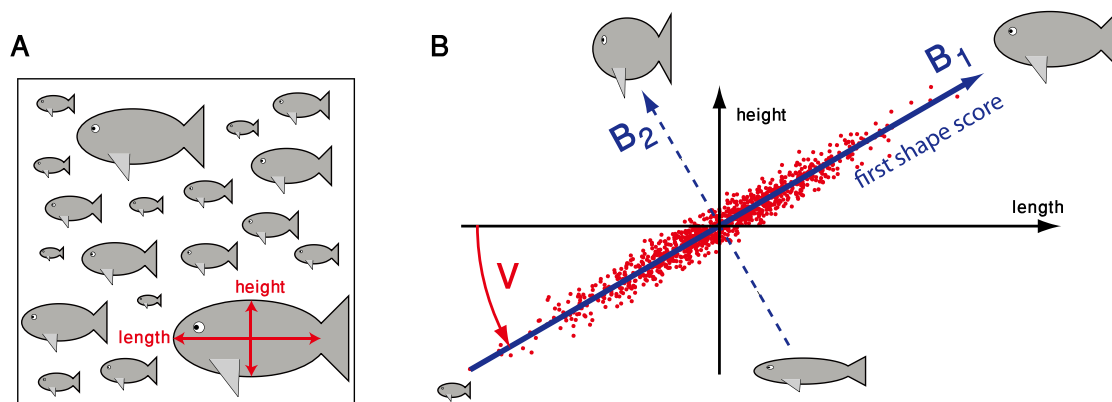 A
height
length
B
B1
first shape score
B2
height
length
V